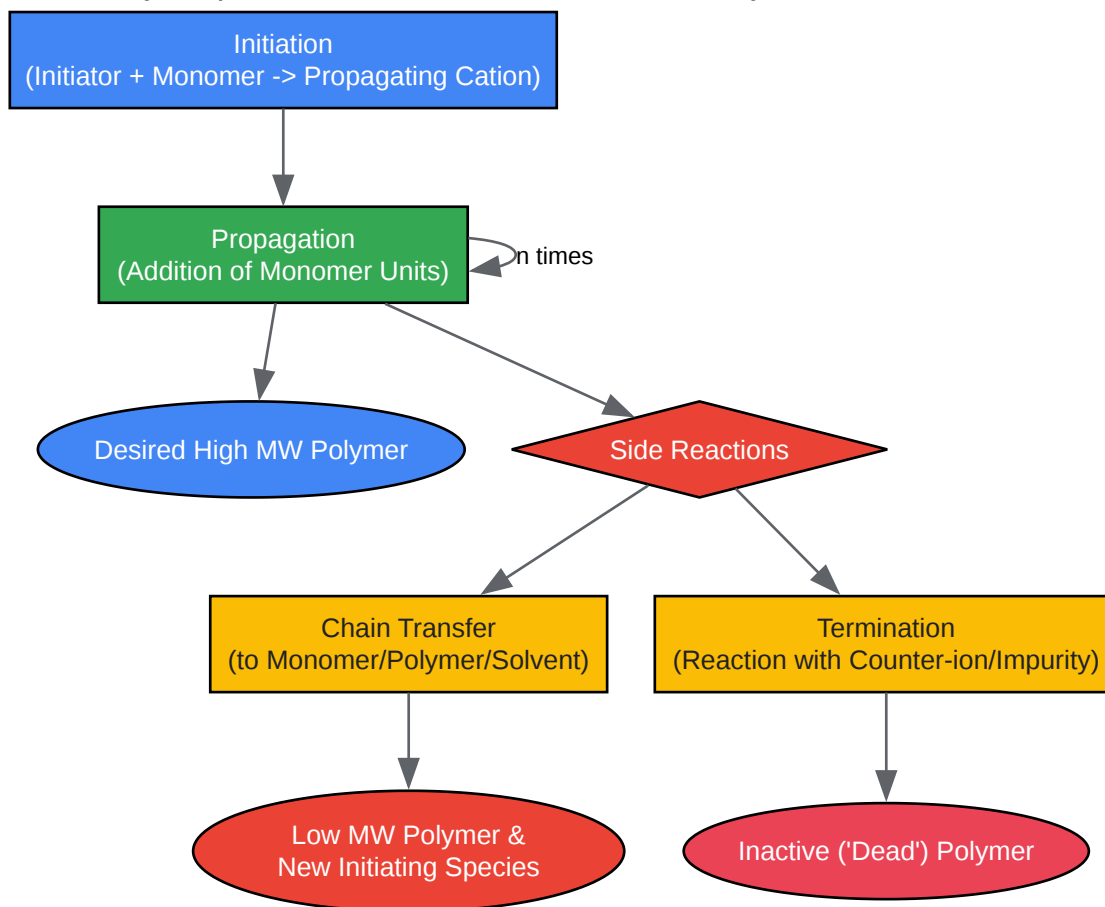 Initiation
(Initiator + Monomer -> Propagating Cation)
Propagation
(Addition of Monomer Units)
n times
Desired High MW Polymer
Side Reactions
Chain Transfer
(to Monomer/Polymer/Solvent)
Termination
(Reaction with Counter-ion/Impurity)
Low MW Polymer &
New Initiating Species
Inactive ('Dead') Polymer